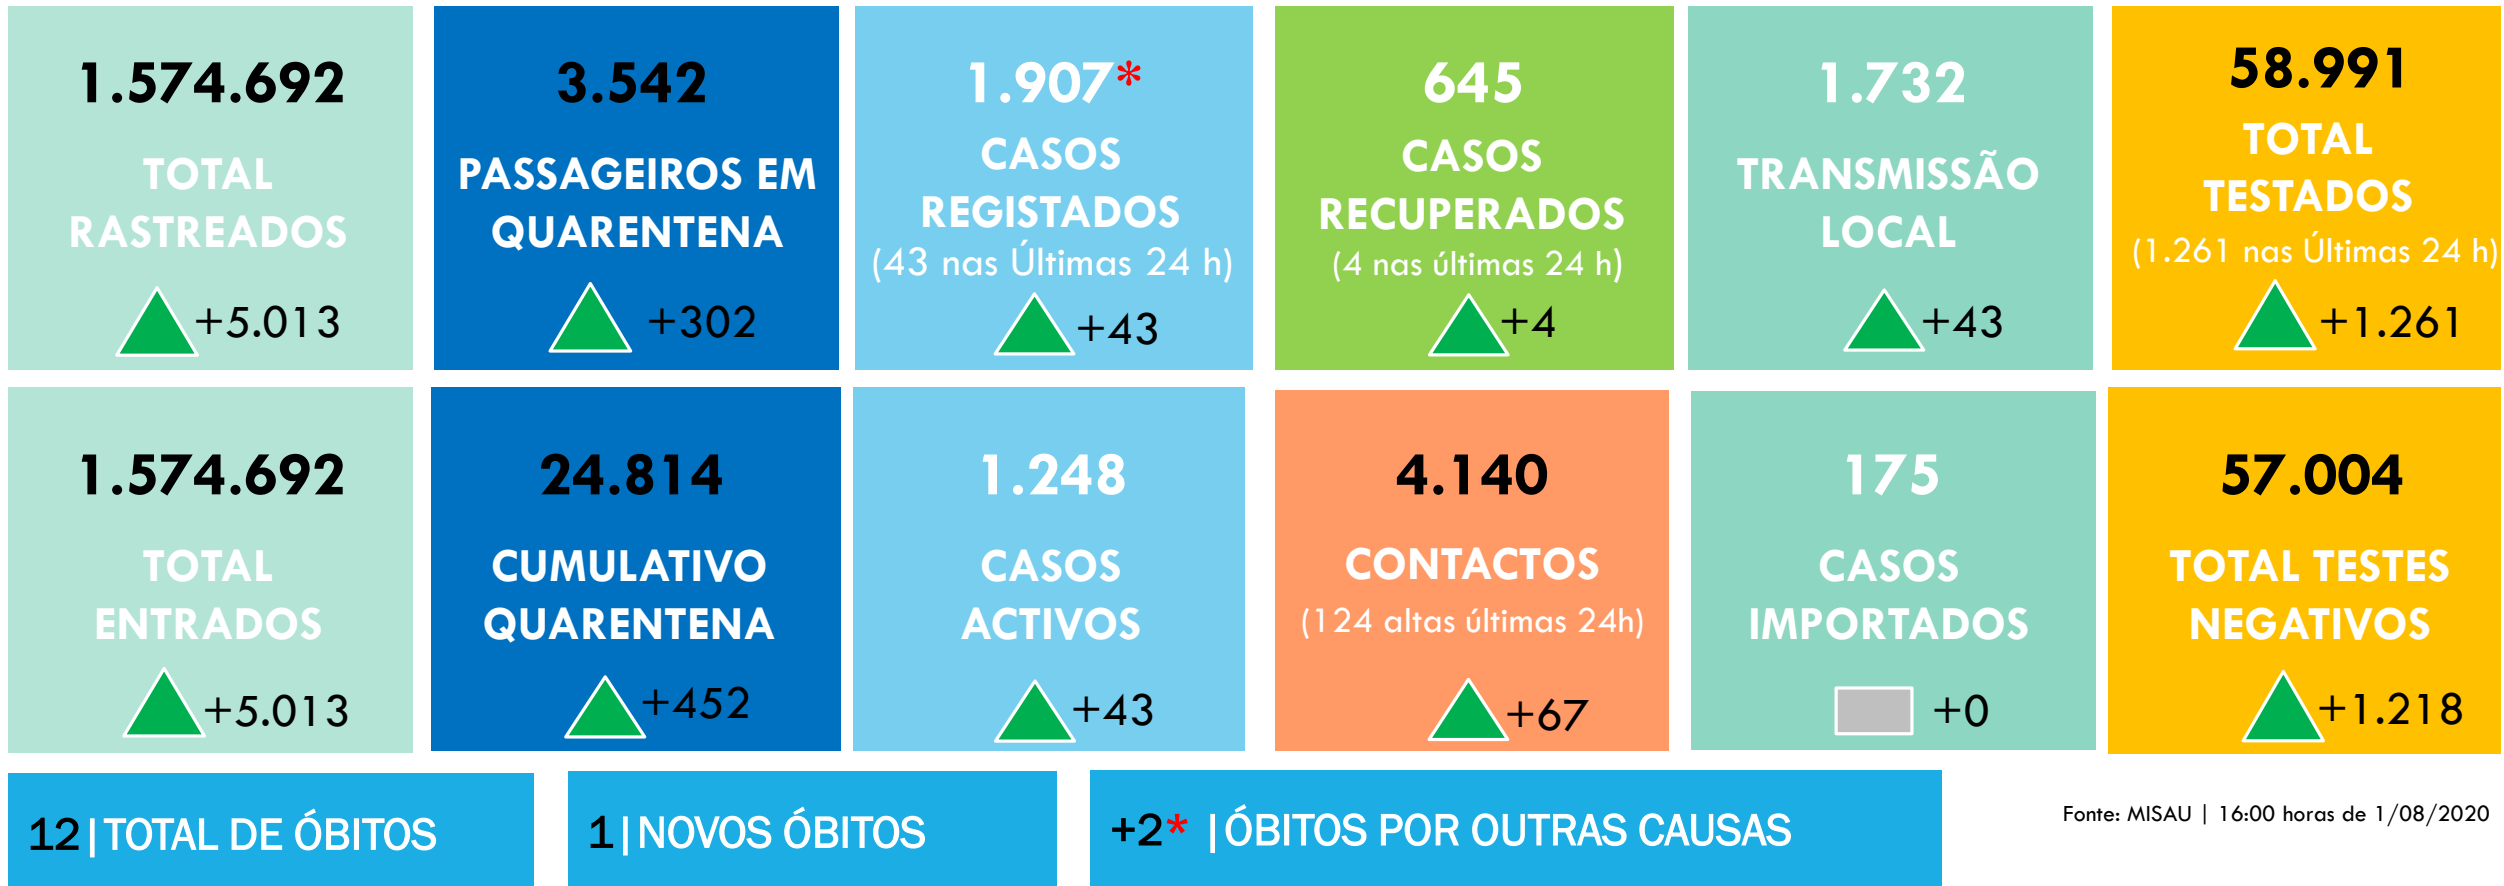 1.574.692
TOTAL
RASTREADOS
+5.013
3.542
PASSAGEIROS EM
QUARENTENA
+302
1.907*
CASOS
REGISTADOS
(43 nas Últimas 24 h)
+43
645
CASOS
RECUPERADOS
(4 nas últimas 24 h)
+4
1.732
TRANSMISSÃO
LOCAL
+43
58.991
TOTAL
TESTADOS
(1.261 nas Últimas 24 h)
+1.261
1.574.692
TOTAL
ENTRADOS
+5.013
24.814
CUMULATIVO
QUARENTENA
+452
1.248
CASOS
ACTIVOS
+43
4.140
CONTACTOS
(124 altas últimas 24h)
+67
175
CASOS
IMPORTADOS
+0
57.004
TOTAL TESTES
NEGATIVOS
+1.218
12|TOTAL DE ÓBITOS
1|NOVOS ÓBITOS
+2* |ÓBITOS POR OUTRAS CAUSAS
Fonte: MISAU | 16:00 horas de 1/08/2020